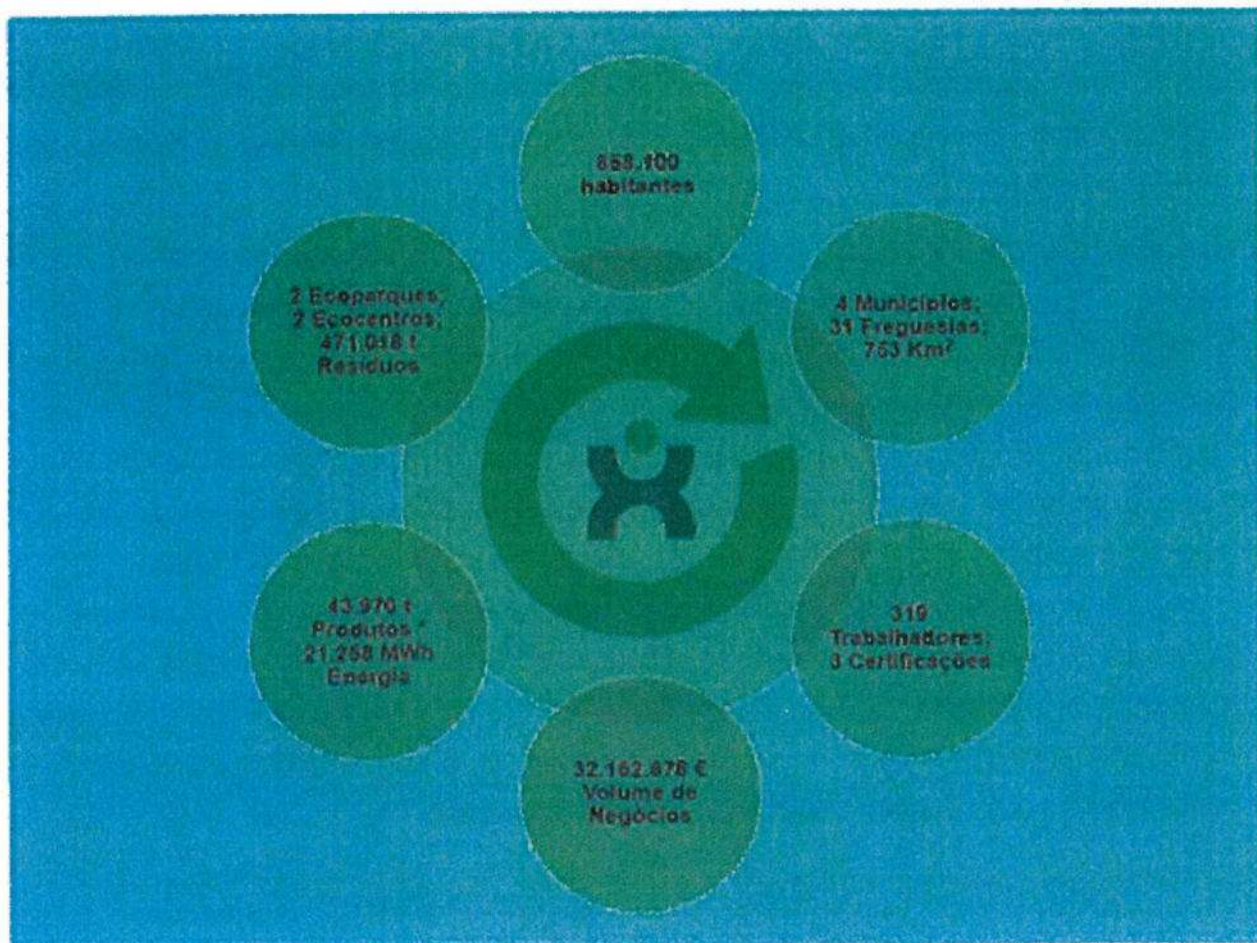 858.100
habitantes
4 Municípios;
31 Freguesias;
753 Km²
319
Trabalhadores;
3 Certificações
32.162.878 €
Volume de
Negócios
43.970 t
Produtos *
21.258 MWh
Energia
2 Ecoparques;
2 Ecocentros;
471.018 t
Resíduos